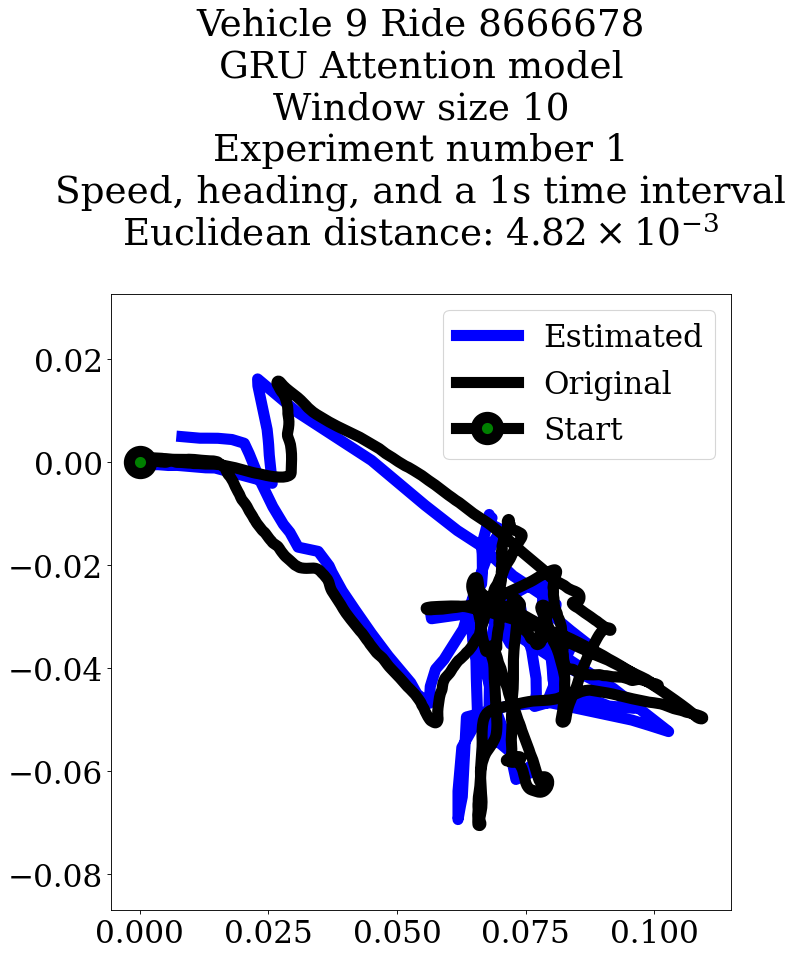 Vehicle 9 Ride 8666678
GRU Attention model
Window size 10
Experiment number 1
Speed, heading, and a 1s time interval
Euclidean distance: 4.82 × 10⁻³
Estimated
Original
Start
0.02
0.00
−0.02
−0.04
−0.06
−0.08
0.000 0.025 0.050 0.075 0.100